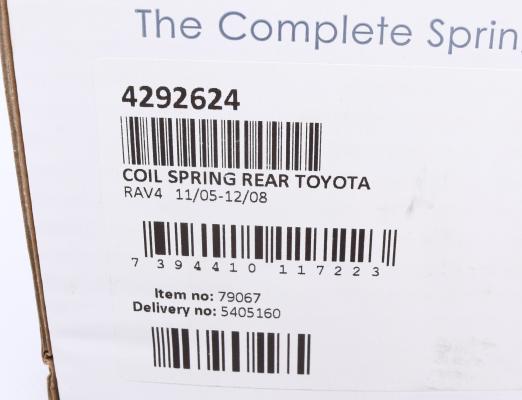 The Complete Sprin
4292624
COIL SPRING REAR TOYOTA
RAV4 11/05-12/08
7 394410 117223
Item no: 79067
Delivery no: 5405160